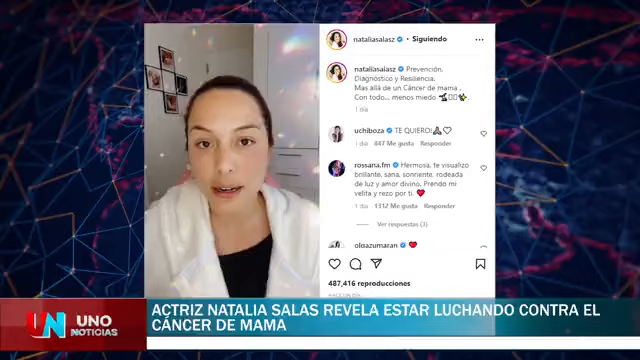 nataliasalasz • Siguiendo
nataliasalasz Prevención,
Diagnóstico y Resiliencia.
Mas allá de un Cáncer de mama .
Con todo... menos miedo
1 día
uchiboza TE QUIERO!
1 día 847 Me gusta Responder
rossana.fm Hermosa, te visualizo
brillante, sana, sonriente, rodeada
de luz y amor divino, Prendo mi
velita y rezo por ti.
1 día 1312 Me gusta Responder
Ver respuestas (3)
olgazumaran
487,416 reproducciones
UN UNO
NOTICIAS
ACTRIZ NATALIA SALAS REVELA ESTAR LUCHANDO CONTRA EL
CÁNCER DE MAMA